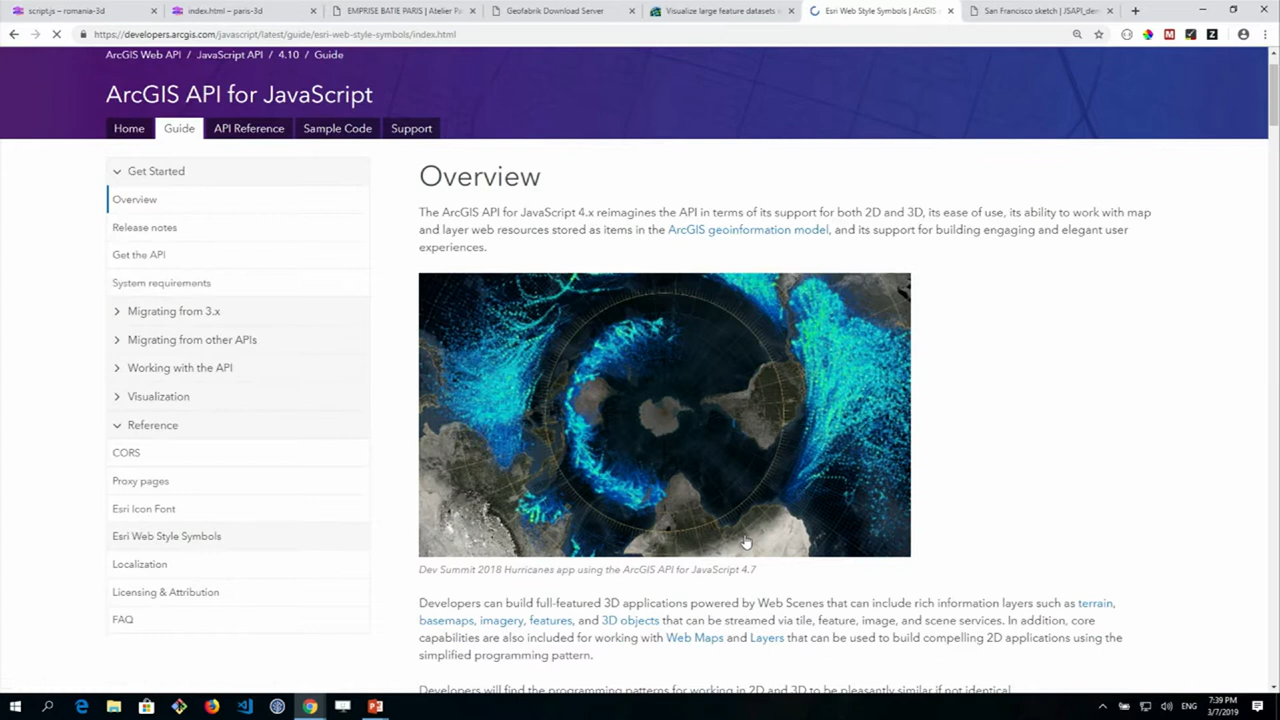 script.js – romania-3d
index.html – paris-3d
EMPRISE BATIE PARIS | Atelier Pa
Geofabrik Download Server
Visualize large feature datasets in
Esri Web Style Symbols | ArcGIS
San Francisco sketch | JSAPI_dem
https://developers.arcgis.com/javascript/latest/guide/esri-web-style-symbols/index.html
ArcGIS Web API / JavaScript API / 4.10 / Guide
ArcGIS API for JavaScript
Home Guide API Reference Sample Code Support
Get Started
Overview
Release notes
Get the API
System requirements
Migrating from 3.x
Migrating from other APIs
Working with the API
Visualization
Reference
CORS
Proxy pages
Esri Icon Font
Esri Web Style Symbols
Localization
Licensing & Attribution
FAQ
Overview
The ArcGIS API for JavaScript 4.x reimagines the API in terms of its support for both 2D and 3D, its ease of use, its ability to work with map
and layer web resources stored as items in the ArcGIS geoinformation model, and its support for building engaging and elegant user
experiences.
Dev Summit 2018 Hurricanes app using the ArcGIS API for JavaScript 4.7
Developers can build full-featured 3D applications powered by Web Scenes that can include rich information layers such as terrain,
basemaps, imagery, features, and 3D objects that can be streamed via tile, feature, image, and scene services. In addition, core
capabilities are also included for working with Web Maps and Layers that can be used to build compelling 2D applications using the
simplified programming pattern.
Developers will find the programming patterns for working in 2D and 3D to be pleasantly similar if not identical.
ENG
7:39 PM
3/7/2019